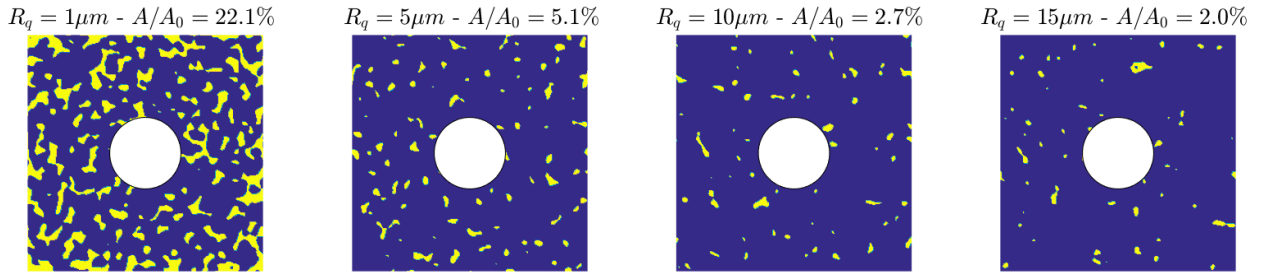 R_q = 1μm - A/A_0 = 22.1%
R_q = 5μm - A/A_0 = 5.1%
R_q = 10μm - A/A_0 = 2.7%
R_q = 15μm - A/A_0 = 2.0%